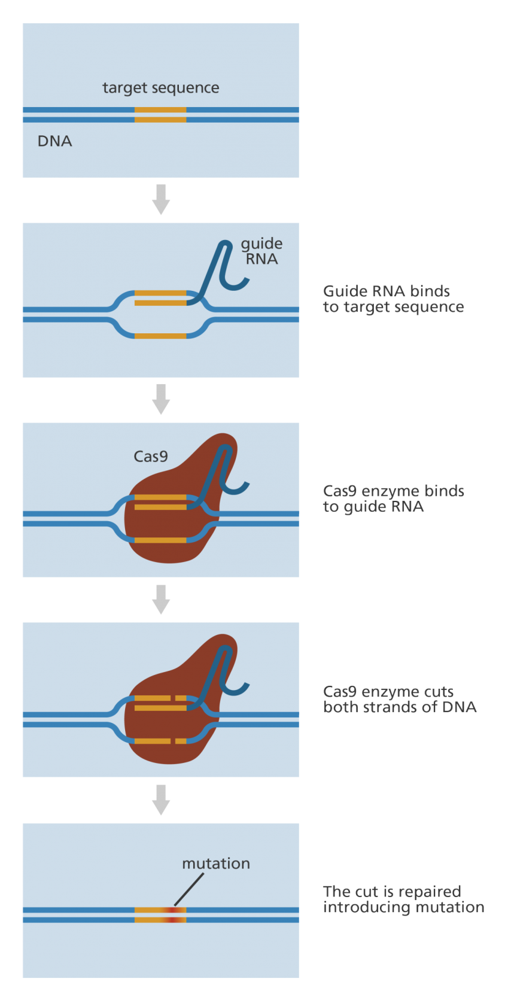 target sequence
DNA
guide
RNA
Guide RNA binds
to target sequence
Cas9
Cas9 enzyme binds
to guide RNA
Cas9 enzyme cuts
both strands of DNA
mutation
The cut is repaired
introducing mutation